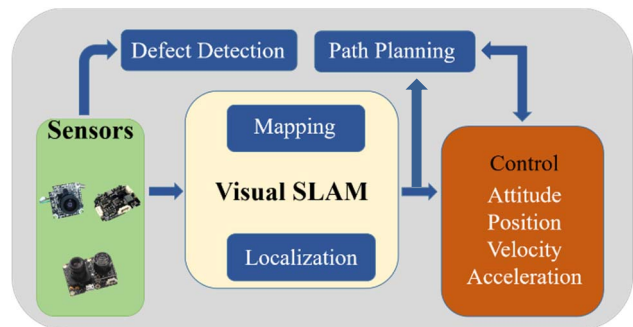 Defect Detection
Path Planning
Sensors
Mapping
Visual SLAM
Localization
Control
Attitude
Position
Velocity
Acceleration